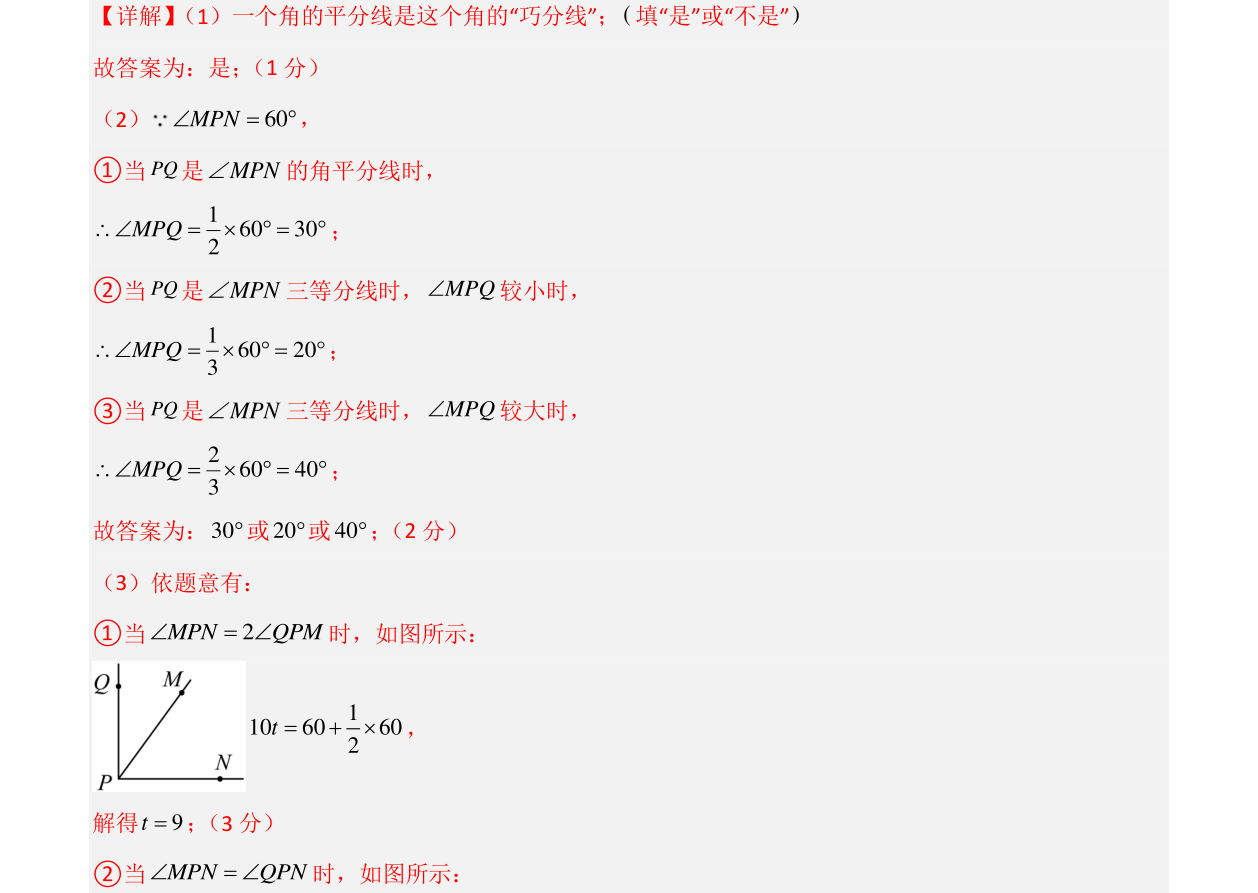 【详解】（1）一个角的平分线是这个角的“巧分线”；( 填“是”或“不是”)
故答案为：是；（1 分）
（2）∵∠MPN = 60°，
①当 PQ 是∠MPN 的角平分线时，
∴∠MPQ = 1/2 × 60° = 30°；
②当 PQ 是∠MPN 三等分线时，∠MPQ 较小时，
∴∠MPQ = 1/3 × 60° = 20°；
③当 PQ 是∠MPN 三等分线时，∠MPQ 较大时，
∴∠MPQ = 2/3 × 60° = 40°；
故答案为：30°或20°或40°；（2 分）
（3）依题意有：
①当∠MPN = 2∠QPM 时，如图所示：
Q M
10t = 60 + 1/2 × 60，
N
P
解得 t = 9；（3 分）
②当∠MPN = ∠QPN 时，如图所示：